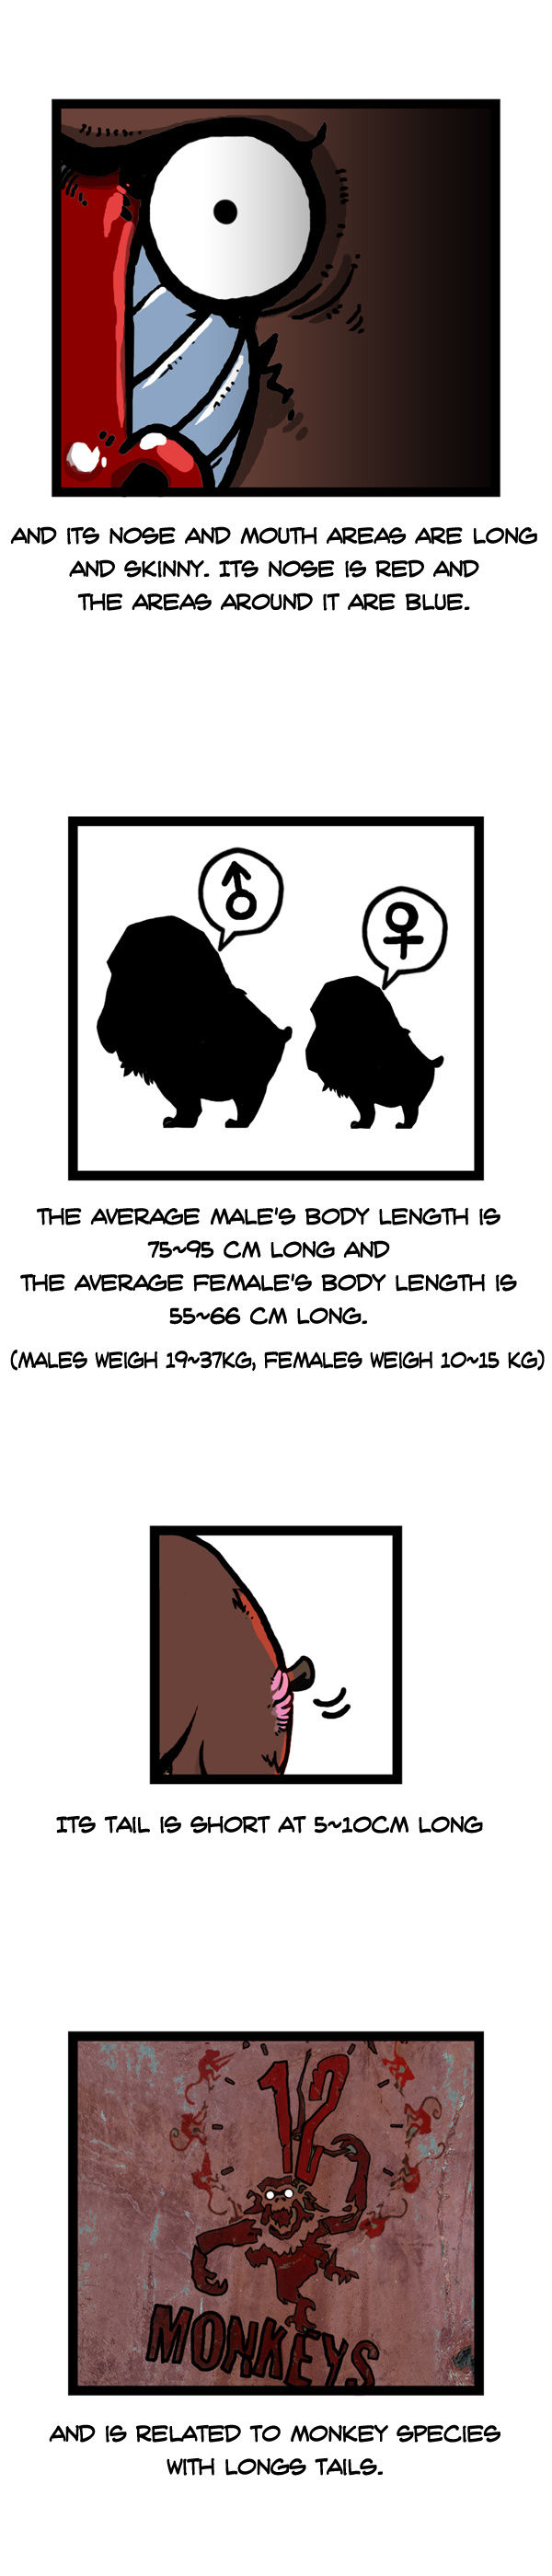 AND ITS NOSE AND MOUTH AREAS ARE LONG
AND SKINNY. ITS NOSE IS RED AND
THE AREAS AROUND IT ARE BLUE.
THE AVERAGE MALE'S BODY LENGTH IS
75~95 CM LONG AND
THE AVERAGE FEMALE'S BODY LENGTH IS
55~66 CM LONG.
(MALES WEIGH 19~37KG, FEMALES WEIGH 10~15 KG)
ITS TAIL IS SHORT AT 5~10CM LONG
12
MONKEYS
AND IS RELATED TO MONKEY SPECIES
WITH LONGS TAILS.